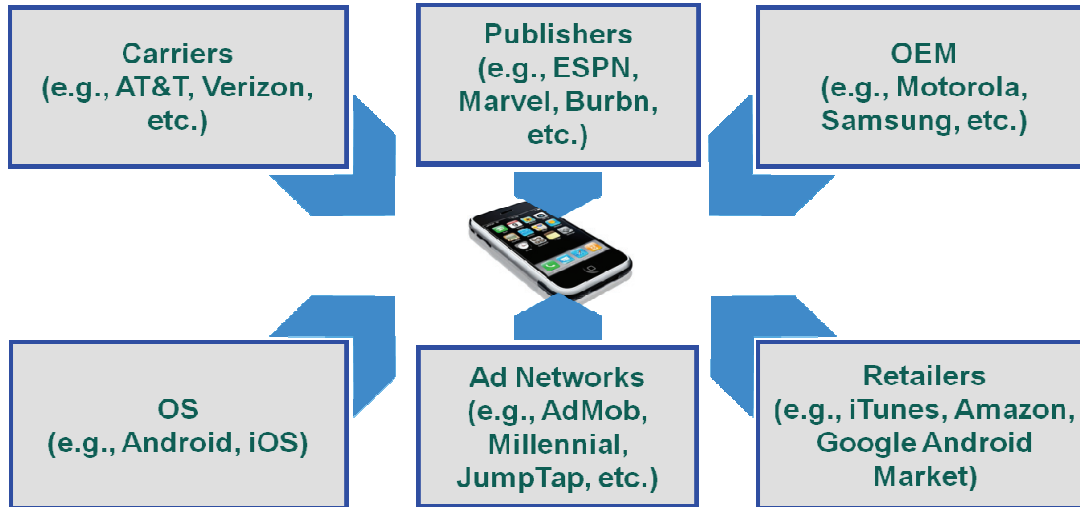 Carriers
(e.g., AT&T, Verizon,
etc.)
Publishers
(e.g., ESPN,
Marvel, Burbn,
etc.)
OEM
(e.g., Motorola,
Samsung, etc.)
OS
(e.g., Android, iOS)
Ad Networks
(e.g., AdMob,
Millennial,
JumpTap, etc.)
Retailers
(e.g., iTunes, Amazon,
Google Android
Market)